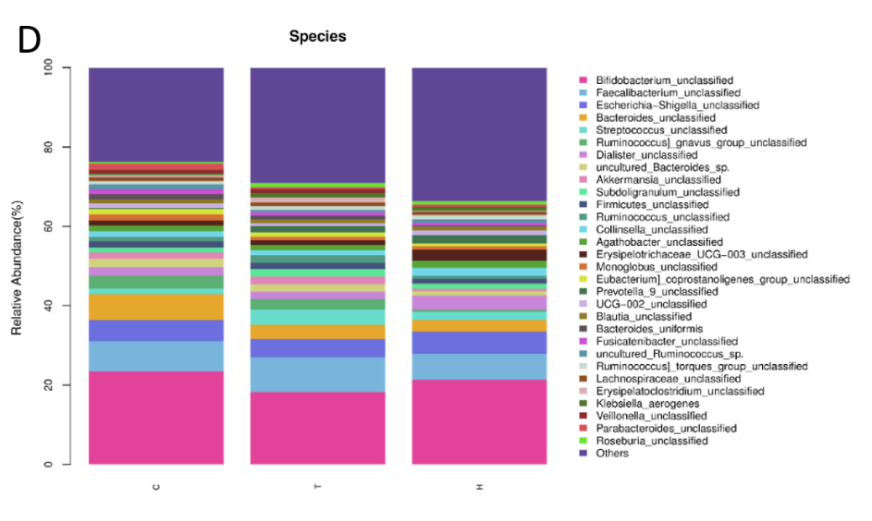 D
Species
Relative Abundance(%)
100
80
60
40
20
0
C
T
H
Bifidobacterium_unclassified
Faecalibacterium_unclassified
Escherichia-Shigella_unclassified
Bacteroides_unclassified
Streptococcus_unclassified
Ruminococcus]_gnavus_group_unclassified
Dialister_unclassified
uncultured_Bacteroides_sp.
Akkermansia_unclassified
Subdoligranulum_unclassified
Firmicutes_unclassified
Ruminococcus_unclassified
Collinsella_unclassified
Agathobacter_unclassified
Erysipelotrichaceae_UCG-003_unclassified
Monoglobus_unclassified
Eubacterium]_coprostanoligenes_group_unclassified
Prevotella_9_unclassified
UCG-002_unclassified
Blautia_unclassified
Bacteroides_uniformis
Fusicatenibacter_unclassified
uncultured_Ruminococcus_sp.
Ruminococcus]_torques_group_unclassified
Lachnospiraceae_unclassified
Erysipelatoclostridium_unclassified
Klebsiella_aerogenes
Veillonella_unclassified
Parabacteroides_unclassified
Roseburia_unclassified
Others